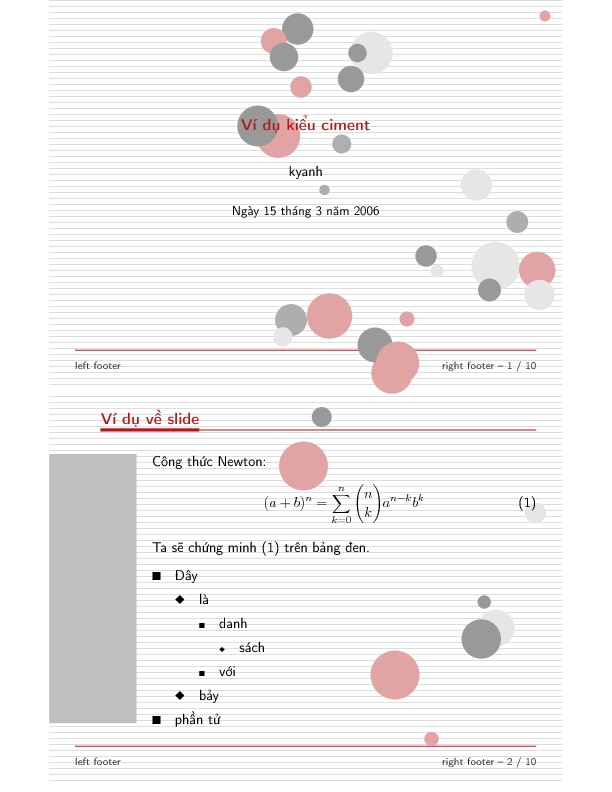 Ví dụ kiểu ciment
kyanh
Ngày 15 tháng 3 năm 2006
left footer
right footer – 1 / 10
Ví dụ về slide
Công thức Newton:
(a + b)^n = \sum_{k=0}^{n} \binom{n}{k} a^{n−k} b^k (1)
Ta sẽ chứng minh (1) trên bảng đen.
■ Đây
◆ là
■ danh
◆ sách
■ với
◆ bảy
■ phần tử
left footer
right footer – 2 / 10